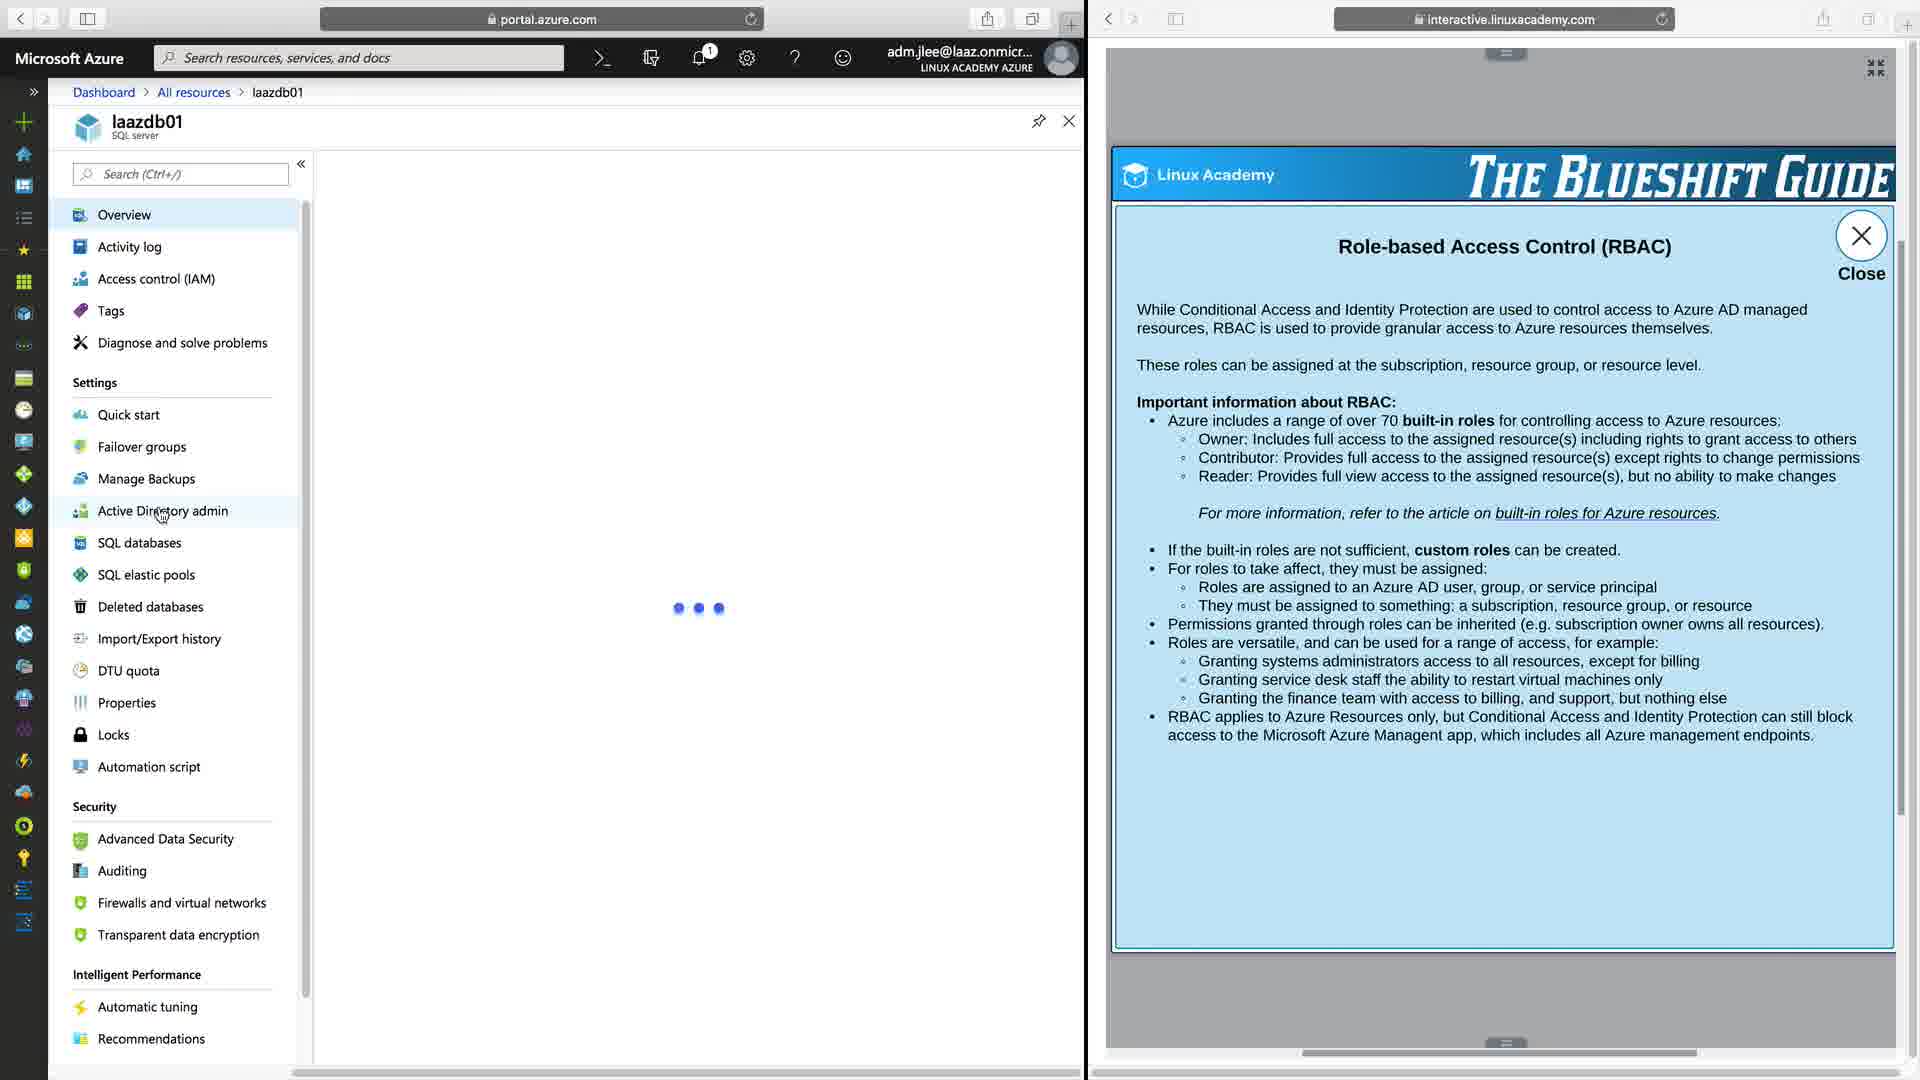 portal.azure.com
Microsoft Azure
Search resources, services, and docs
1
adm.jlee@laaz.onmicr...
LINUX ACADEMY AZURE
Dashboard > All resources > laazdb01
laazdb01
SQL server
Search (Ctrl+/)
Overview
Activity log
Access control (IAM)
Tags
Diagnose and solve problems
Settings
Quick start
Failover groups
Manage Backups
Active Directory admin
SQL databases
SQL elastic pools
Deleted databases
Import/Export history
DTU quota
Properties
Locks
Automation script
Security
Advanced Data Security
Auditing
Firewalls and virtual networks
Transparent data encryption
Intelligent Performance
Automatic tuning
Recommendations
interactive.linuxacademy.com
Linux Academy
THE BLUESHIFT GUIDE
Role-based Access Control (RBAC)
Close
While Conditional Access and Identity Protection are used to control access to Azure AD managed
resources, RBAC is used to provide granular access to Azure resources themselves.
These roles can be assigned at the subscription, resource group, or resource level.
Important information about RBAC:
• Azure includes a range of over 70 built-in roles for controlling access to Azure resources:
◦ Owner: Includes full access to the assigned resource(s) including rights to grant access to others
◦ Contributor: Provides full access to the assigned resource(s) except rights to change permissions
◦ Reader: Provides full view access to the assigned resource(s), but no ability to make changes
For more information, refer to the article on built-in roles for Azure resources.
• If the built-in roles are not sufficient, custom roles can be created.
• For roles to take affect, they must be assigned:
◦ Roles are assigned to an Azure AD user, group, or service principal
◦ They must be assigned to something: a subscription, resource group, or resource
• Permissions granted through roles can be inherited (e.g. subscription owner owns all resources).
• Roles are versatile, and can be used for a range of access, for example:
◦ Granting systems administrators access to all resources, except for billing
◦ Granting service desk staff the ability to restart virtual machines only
◦ Granting the finance team with access to billing, and support, but nothing else
• RBAC applies to Azure Resources only, but Conditional Access and Identity Protection can still block
access to the Microsoft Azure Managent app, which includes all Azure management endpoints.